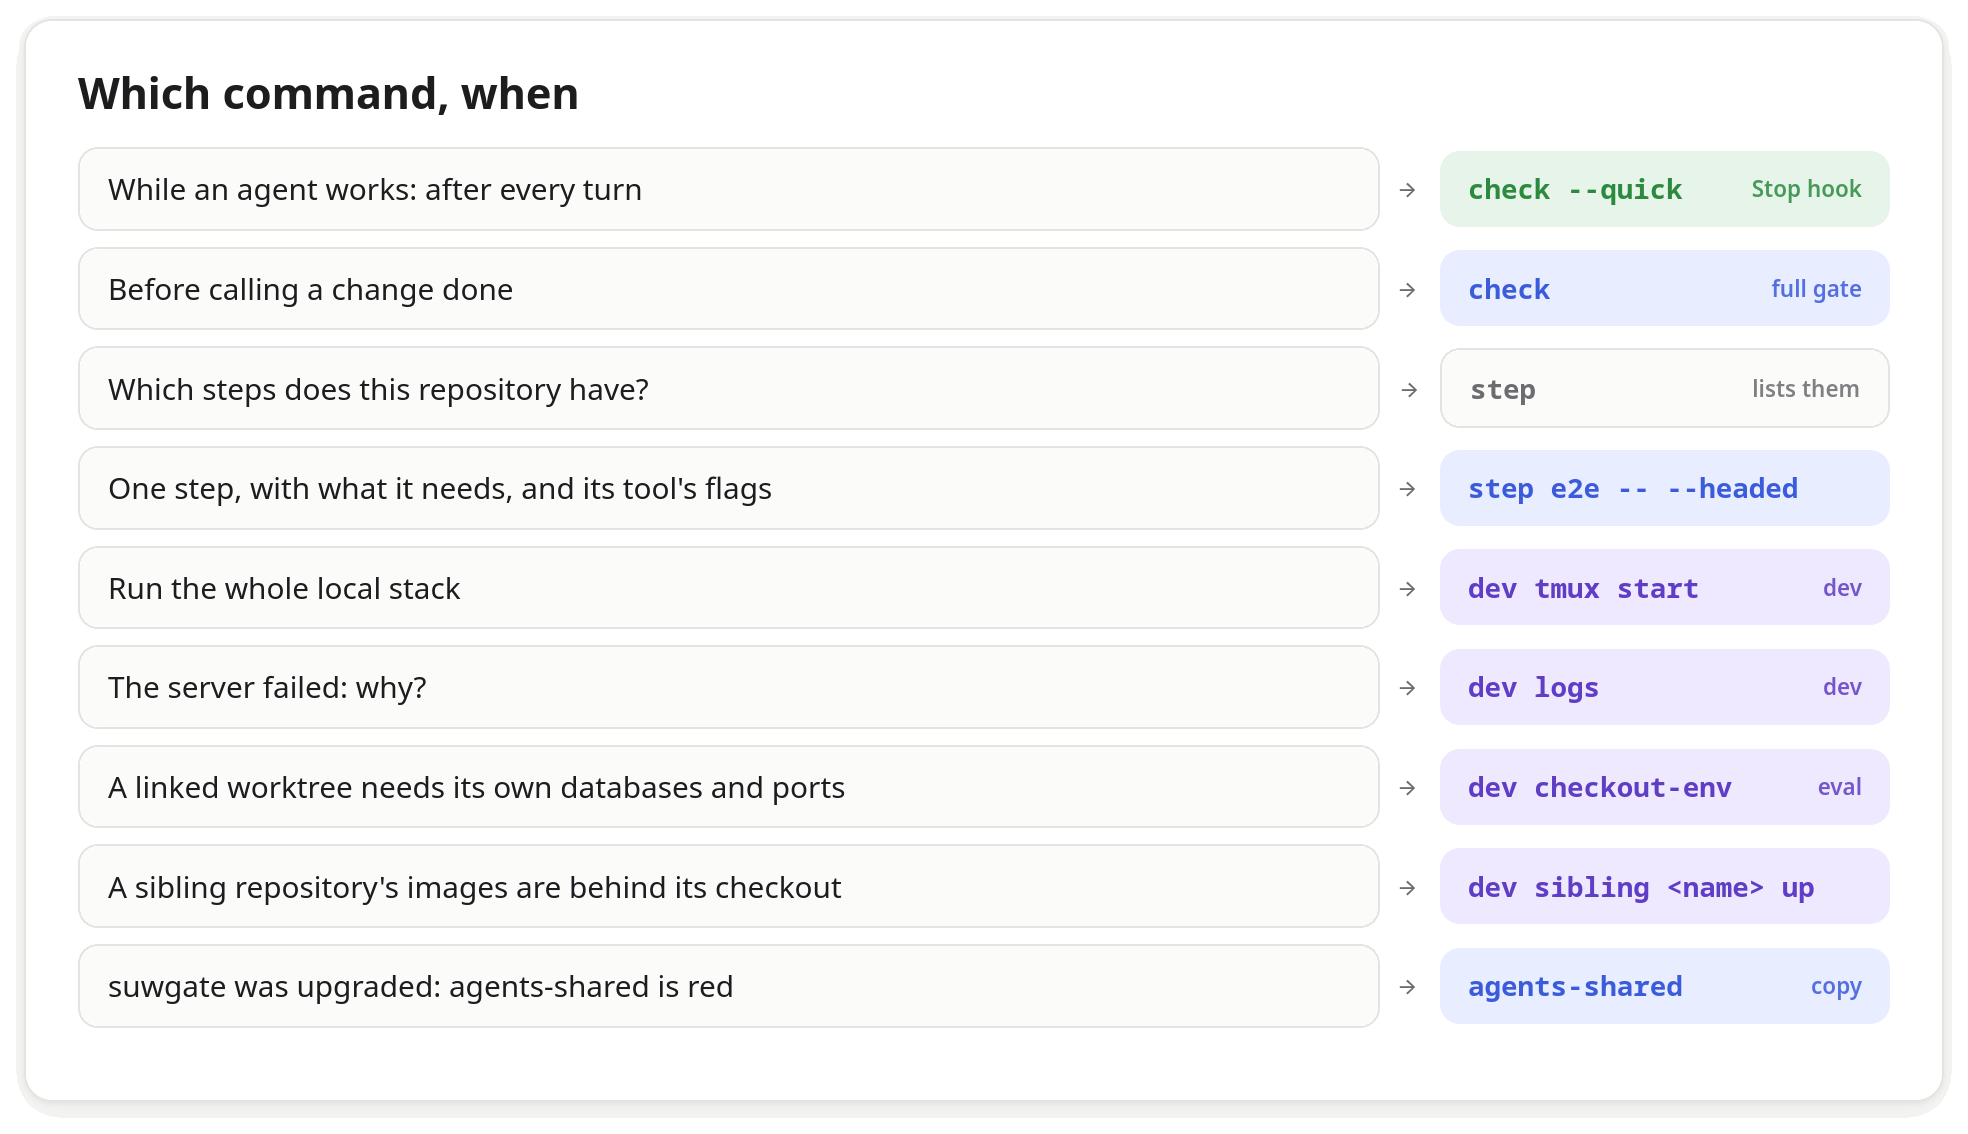 Which command, when
While an agent works: after every turn → check --quick Stop hook
Before calling a change done → check full gate
Which steps does this repository have? → step lists them
One step, with what it needs, and its tool's flags → step e2e -- --headed
Run the whole local stack → dev tmux start dev
The server failed: why? → dev logs dev
A linked worktree needs its own databases and ports → dev checkout-env eval
A sibling repository's images are behind its checkout → dev sibling <name> up
suwgate was upgraded: agents-shared is red → agents-shared copy